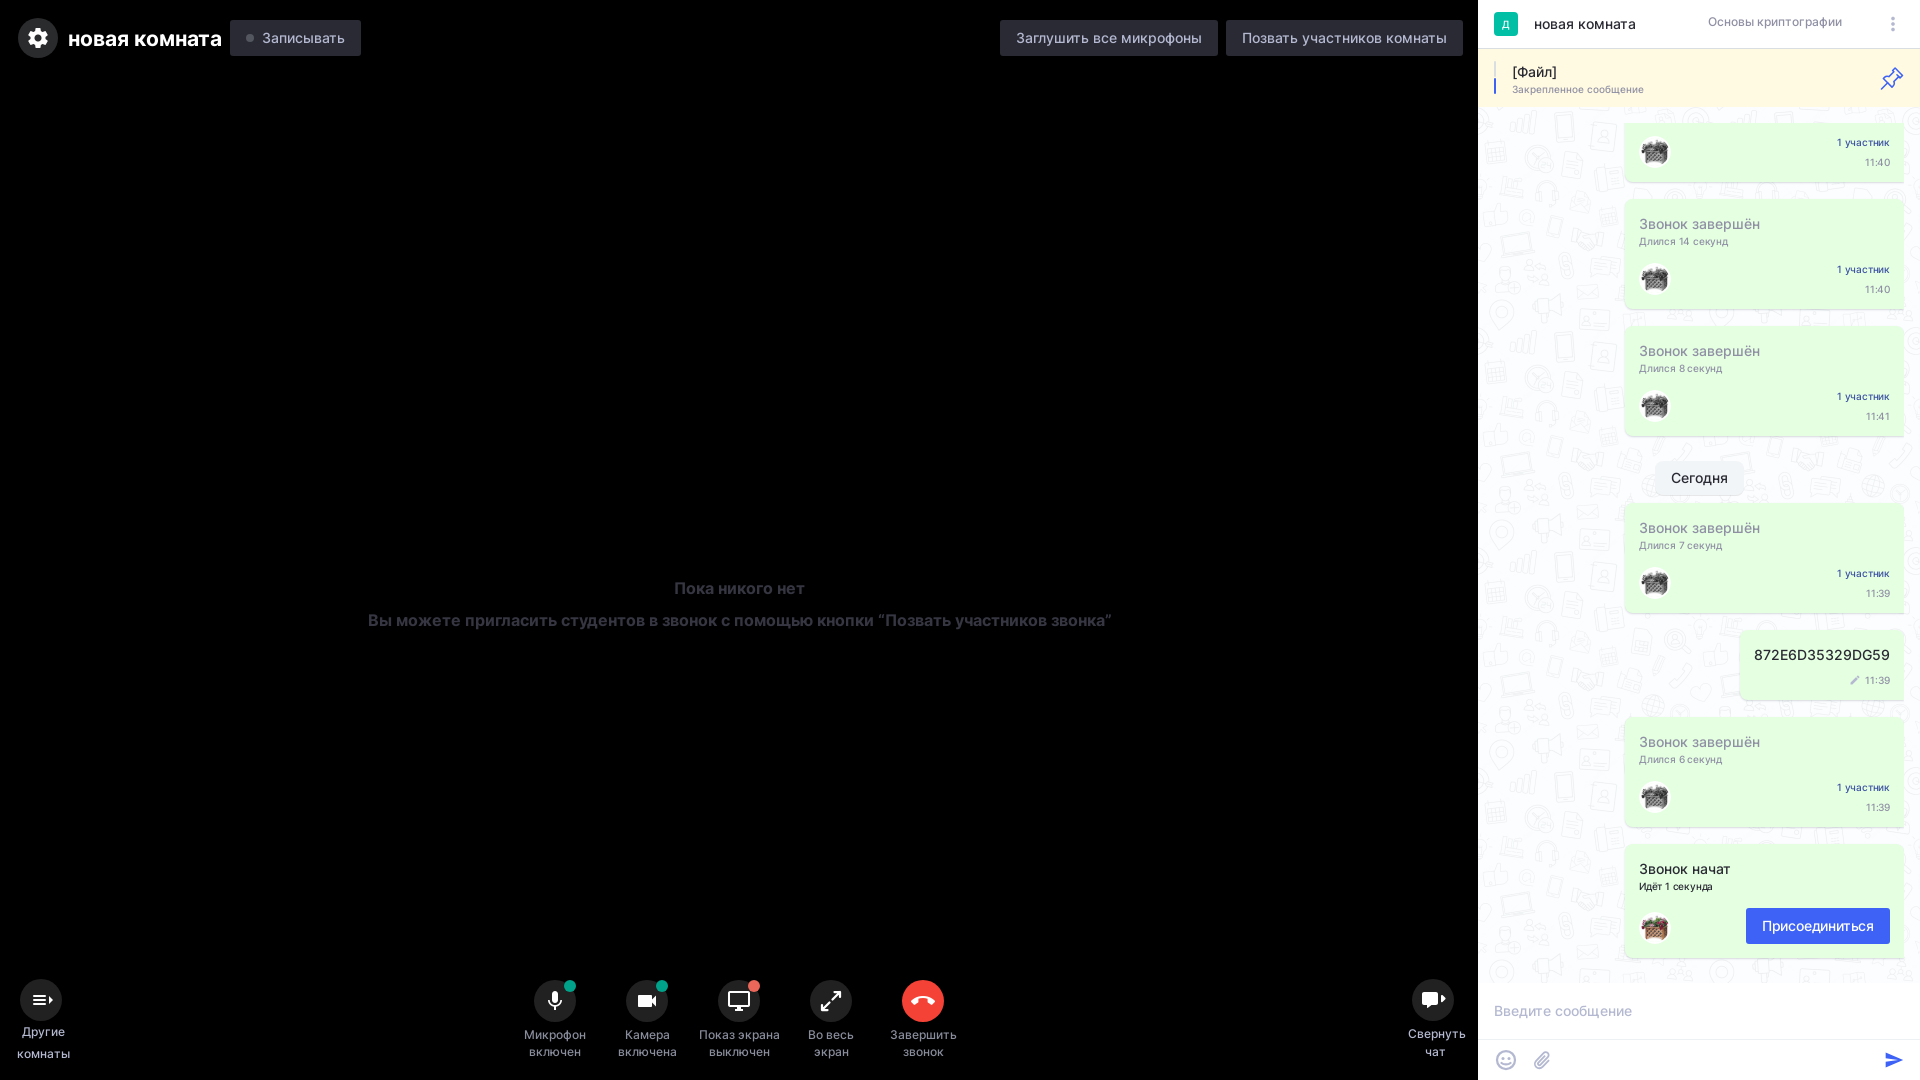 новая комната
Записывать
Заглушить все микрофоны
Позвать участников комнаты
Пока никого нет
Вы можете пригласить студентов в звонок с помощью кнопки “Позвать участников звонка”
Другие
комнаты
Микрофон
включен
Камера
включена
Показ экрана
выключен
Во весь
экран
Завершить
звонок
Свернуть
чат
Д
новая комната
Основы криптографии
[Файл]
Закрепленное сообщение
1 участник
11:40
Звонок завершён
Длился 14 секунд
1 участник
11:40
Звонок завершён
Длился 8 секунд
1 участник
11:41
Сегодня
Звонок завершён
Длился 7 секунд
1 участник
11:39
872E6D35329DG59
11:39
Звонок завершён
Длился 6 секунд
1 участник
11:39
Звонок начат
Идёт 1 секунда
Присоединиться
Введите сообщение